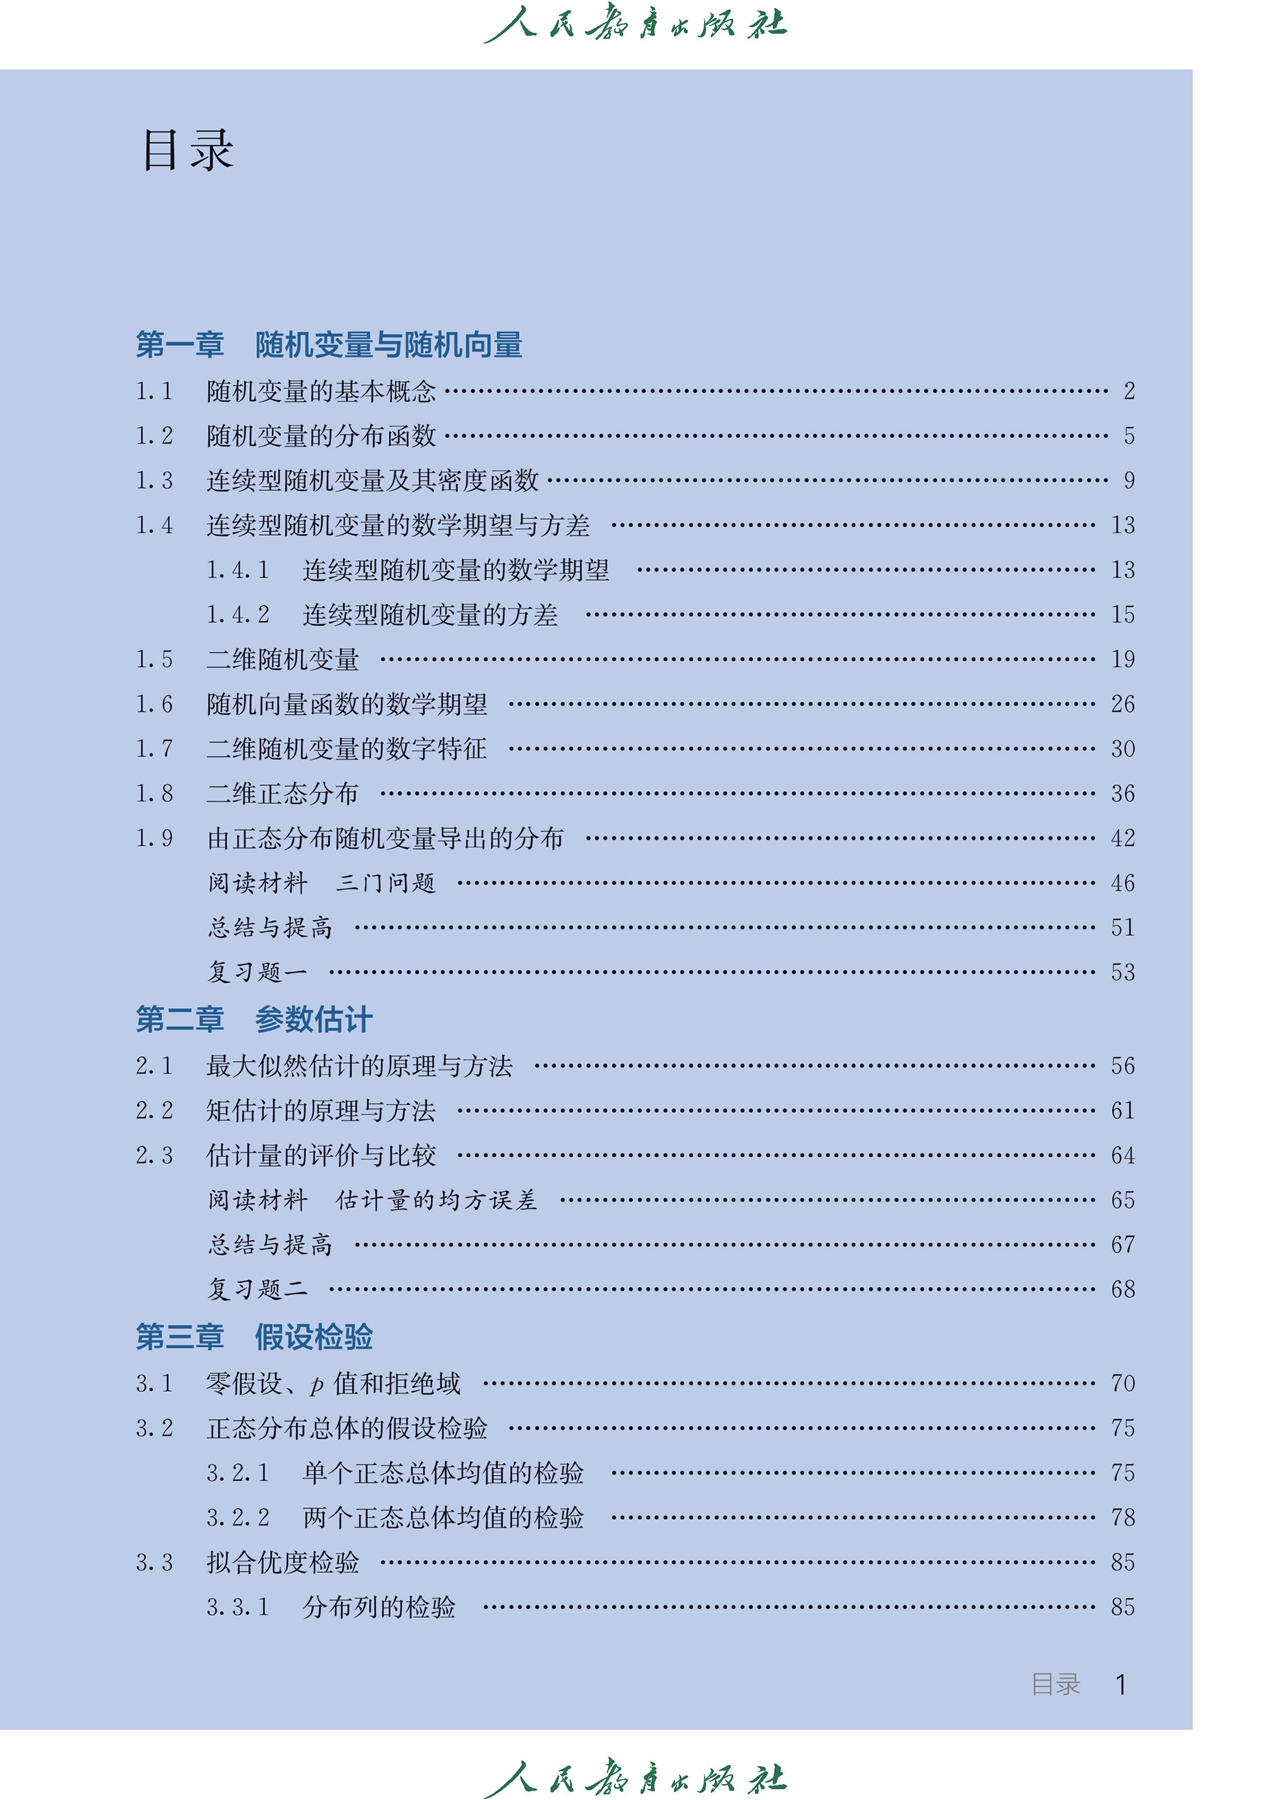 人民教育出版社
目录
第一章 随机变量与随机向量
1.1 随机变量的基本概念 …… 2
1.2 随机变量的分布函数 …… 5
1.3 连续型随机变量及其密度函数 …… 9
1.4 连续型随机变量的数学期望与方差 …… 13
1.4.1 连续型随机变量的数学期望 …… 13
1.4.2 连续型随机变量的方差 …… 15
1.5 二维随机变量 …… 19
1.6 随机向量函数的数学期望 …… 26
1.7 二维随机变量的数字特征 …… 30
1.8 二维正态分布 …… 36
1.9 由正态分布随机变量导出的分布 …… 42
阅读材料 三门问题 …… 46
总结与提高 …… 51
复习题一 …… 53
第二章 参数估计
2.1 最大似然估计的原理与方法 …… 56
2.2 矩估计的原理与方法 …… 61
2.3 估计量的评价与比较 …… 64
阅读材料 估计量的均方误差 …… 65
总结与提高 …… 67
复习题二 …… 68
第三章 假设检验
3.1 零假设、p 值和拒绝域 …… 70
3.2 正态分布总体的假设检验 …… 75
3.2.1 单个正态总体均值的检验 …… 75
3.2.2 两个正态总体均值的检验 …… 78
3.3 拟合优度检验 …… 85
3.3.1 分布列的检验 …… 85
目录 1
人民教育出版社